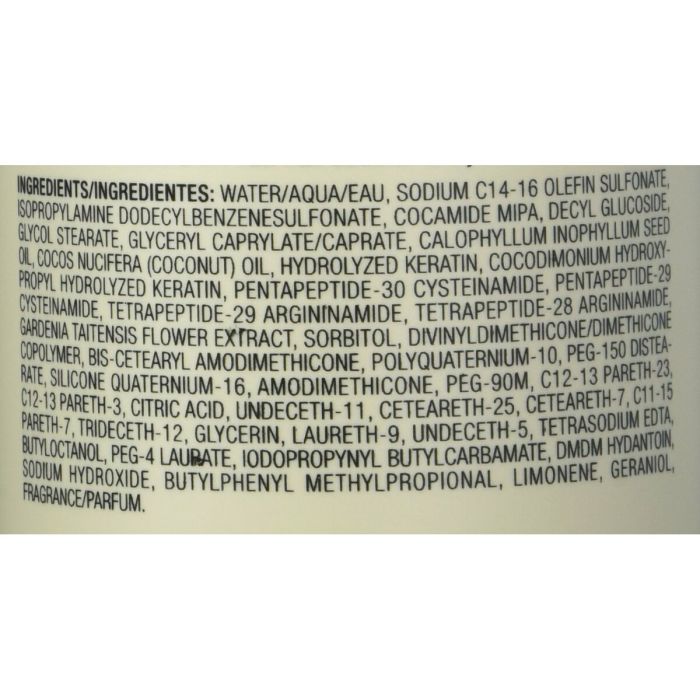 INGREDIENTS/INGREDIENTES: WATER/AQUA/EAU, SODIUM C14-16 OLEFIN SULFONATE,
ISOPROPYLAMINE DODECYLBENZENESULFONATE, COCAMIDE MIPA, DECYL GLUCOSIDE,
GLYCOL STEARATE, GLYCERYL CAPRYLATE/CAPRATE, CALOPHYLLUM INOPHYLLUM SEED
OIL, COCOS NUCIFERA (COCONUT) OIL, HYDROLYZED KERATIN, COCODIMONIUM HYDROXY-
PROPYL HYDROLYZED KERATIN, PENTAPEPTIDE-30 CYSTEINAMIDE, PENTAPEPTIDE-29
CYSTEINAMIDE, TETRAPEPTIDE-29 ARGININAMIDE, TETRAPEPTIDE-28 ARGININAMIDE,
GARDENIA TAITENSIS FLOWER EXTRACT, SORBITOL, DIVINYLDIMETHICONE/DIMETHICONE
COPOLYMER, BIS-CETEARYL AMODIMETHICONE, POLYQUATERNIUM-10, PEG-150 DISTEA-
RATE, SILICONE QUATERNIUM-16, AMODIMETHICONE, PEG-90M, C12-13 PARETH-23,
C12-13 PARETH-3, CITRIC ACID, UNDECETH-11, CETEARETH-25, CETEARETH-7, C11-15
PARETH-7, TRIDECETH-12, GLYCERIN, LAURETH-9, UNDECETH-5, TETRASODIUM EDTA,
BUTYLOCTANOL, PEG-4 LAURATE, IODOPROPYNYL BUTYLCARBAMATE, DMDM HYDANTOIN,
SODIUM HYDROXIDE, BUTYLPHENYL METHYLPROPIONAL, LIMONENE, GERANIOL,
FRAGRANCE/PARFUM.